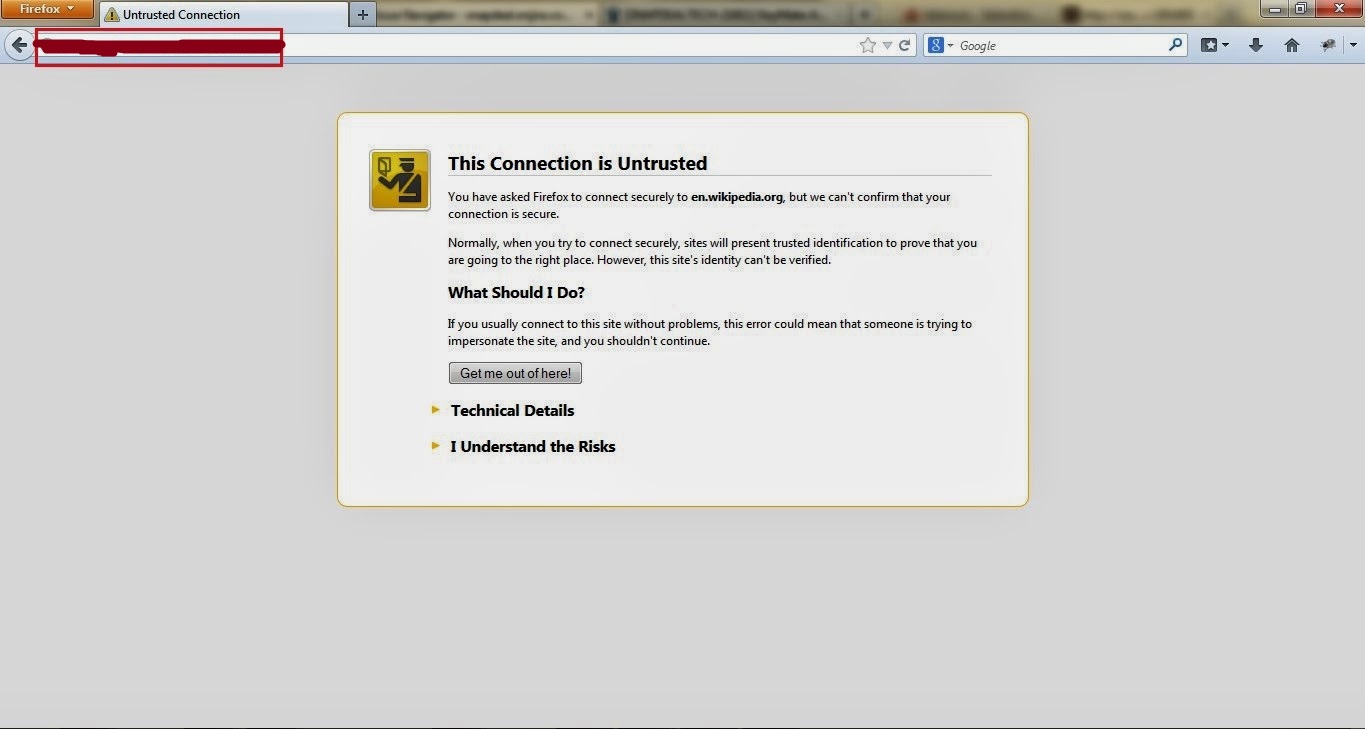 Firefox
Untrusted Connection
Google
This Connection is Untrusted
You have asked Firefox to connect securely to en.wikipedia.org, but we can't confirm that your
connection is secure.
Normally, when you try to connect securely, sites will present trusted identification to prove that you
are going to the right place. However, this site's identity can't be verified.
What Should I Do?
If you usually connect to this site without problems, this error could mean that someone is trying to
impersonate the site, and you shouldn't continue.
Get me out of here!
Technical Details
I Understand the Risks